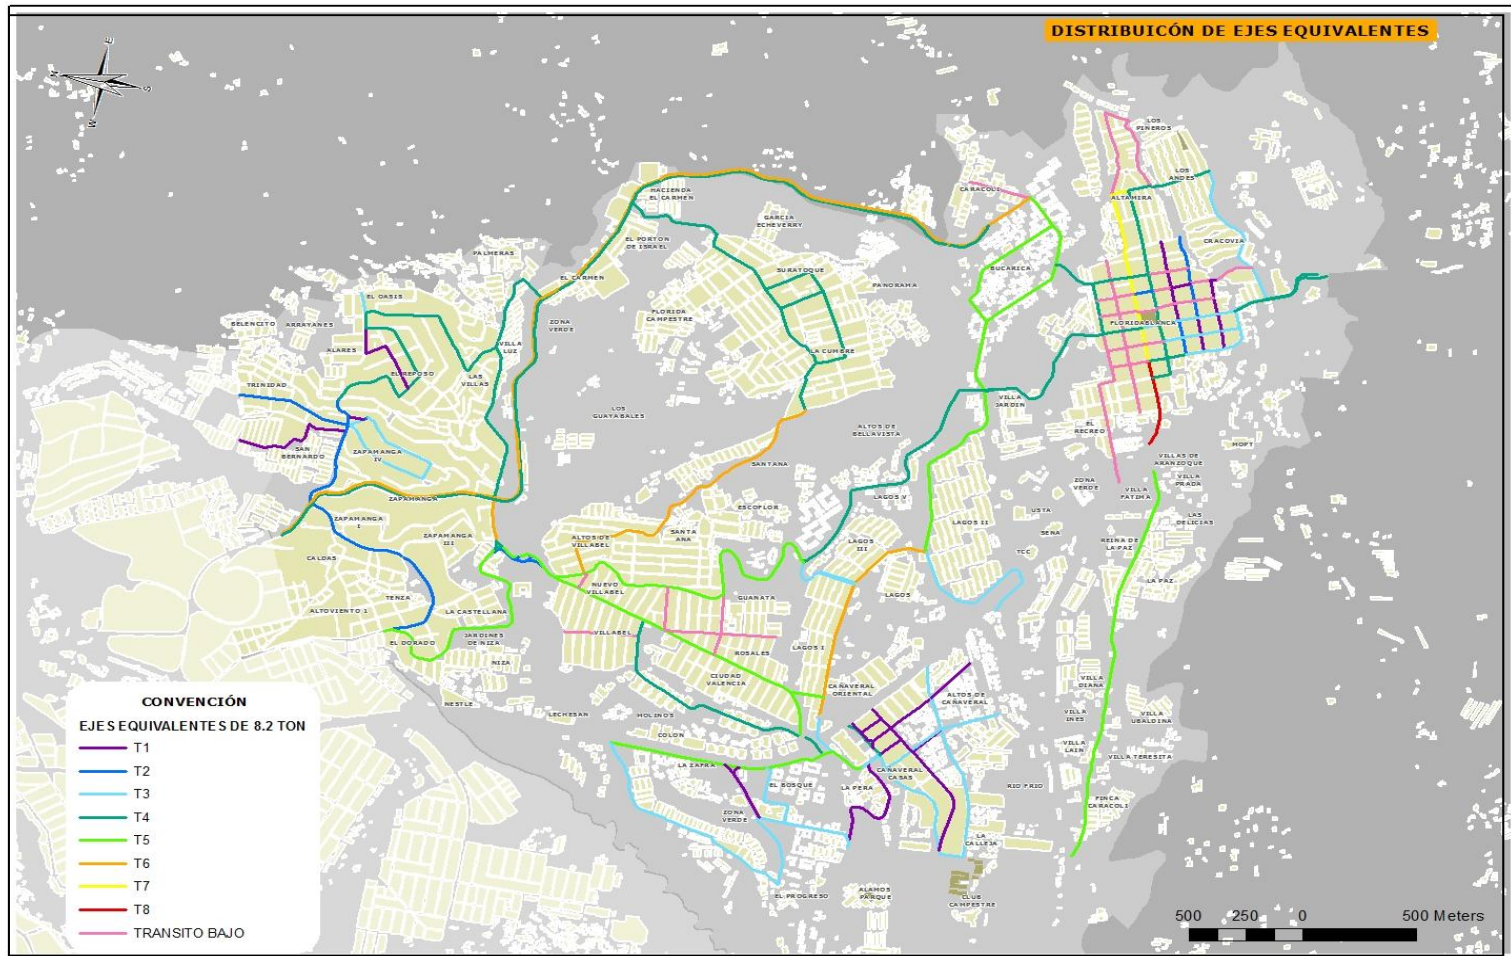 DISTRIBUICÓN DE EJES EQUIVALENTES
N
E
S
W
LOS
PINEROS
LOS
ANDES
ALTAMIRA
CRACOVIA
CARACOLI
HACIENDA
EL CARMEN
GARCIA
ECHEVERRY
EL PORTON
DE ISRAEL
PALMERAS
EL CARMEN
SURATOQUE
PANORAMA
BUCARICA
EL OASIS
BELENCITO
ARRAYANES
ZONA
VERDE
FLORIDA
CAMPESTRE
FLORIDABLANCA
ALARES
VILLA
LUZ
LA CUMBRE
TRINIDAD
EL REPOSO
LAS
VILLAS
LOS
GUAYABALES
VILLA
JARDIN
ALTOS DE
BELLAVISTA
EL
RECREO
MOFT
SAN
BERNARDO
ZAPAMANGA
IV
SANTANA
VILLAS DE
ARANZOQUE
ZONA
VERDE
VILLA
FATIMA
VILLA
PRADA
ZAPAMANGA
LAGOS V
ESCOFLOR
USTA
LAS
DELICIAS
ZAPAMANGA
I
ZAPAMANGA
III
ALTOS DE
VILLABEL
SANTA
ANA
LAGOS
III
LAGOS II
SENA
REINA DE
LA PAZ
TCC
CALDAS
LA PAZ
NUEVO
VILLABEL
GUANATA
LAGOS
TENZA
ALTOVIENTO 1
LA CASTELLANA
EL DORADO
JARDINES
DE NIZA
VILLABEL
ROSALES
LAGOS I
NIZA
CIUDAD
VALENCIA
CAÑAVERAL
ORIENTAL
ALTOS DE
CAÑAVERAL
VILLA
DIANA
NESTLE
LECHESAN
MOLINOS
VILLA
INES
VILLA
UBALDINA
COLON
VILLA
LAIN
VILLA TERESITA
LA ZAFRA
EL BOSQUE
LA PERA
CAÑAVERAL
CASAS
RIO FRIO
FINCA
CARACOLI
ZONA
VERDE
LA
CALLEJA
EL PROGRESO
ALAMOS
PARQUE
CLUB
CAMPESTRE
CONVENCIÓN
EJES EQUIVALENTES DE 8.2 TON
T1
T2
T3
T4
T5
T6
T7
T8
TRANSITO BAJO
500 250 0 500 Meters